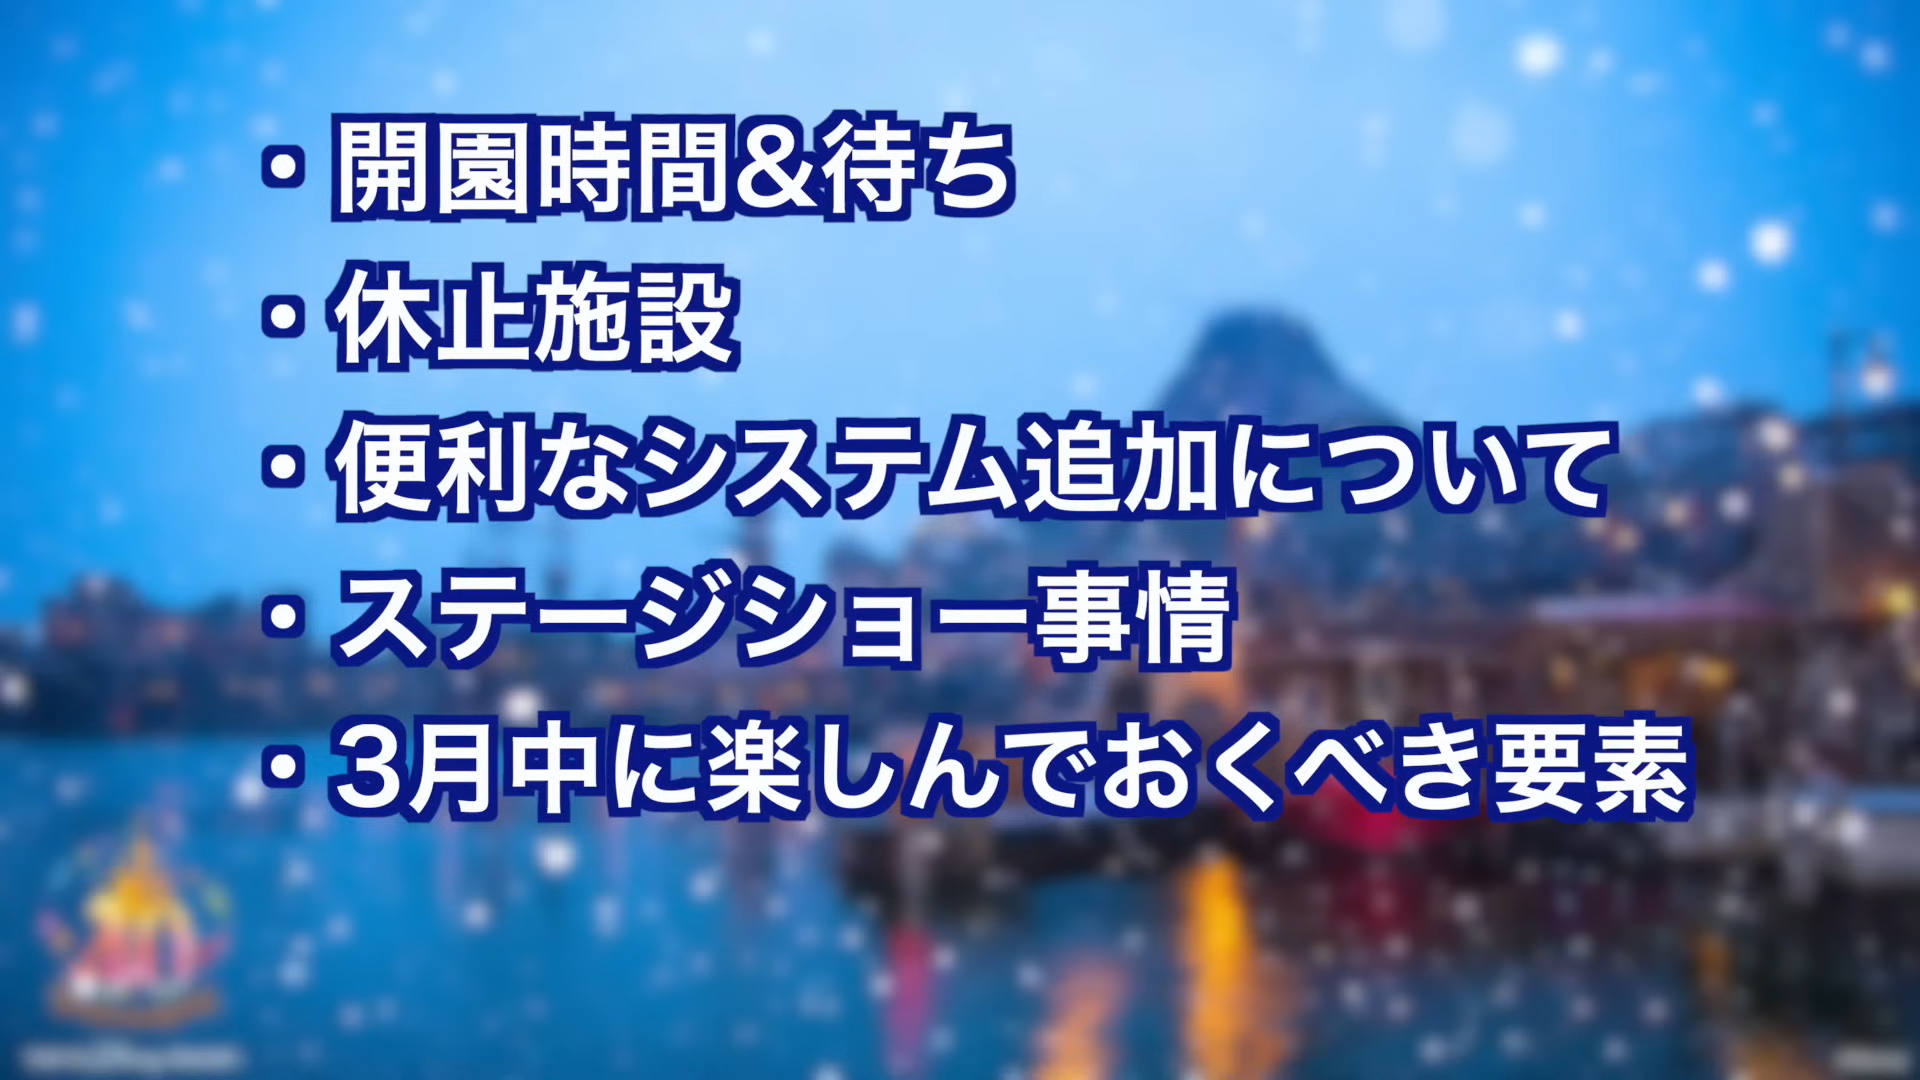 ・開園時間&待ち
・休止施設
・便利なシステム追加について
・ステージショー事情
・3月中に楽しんでおくべき要素